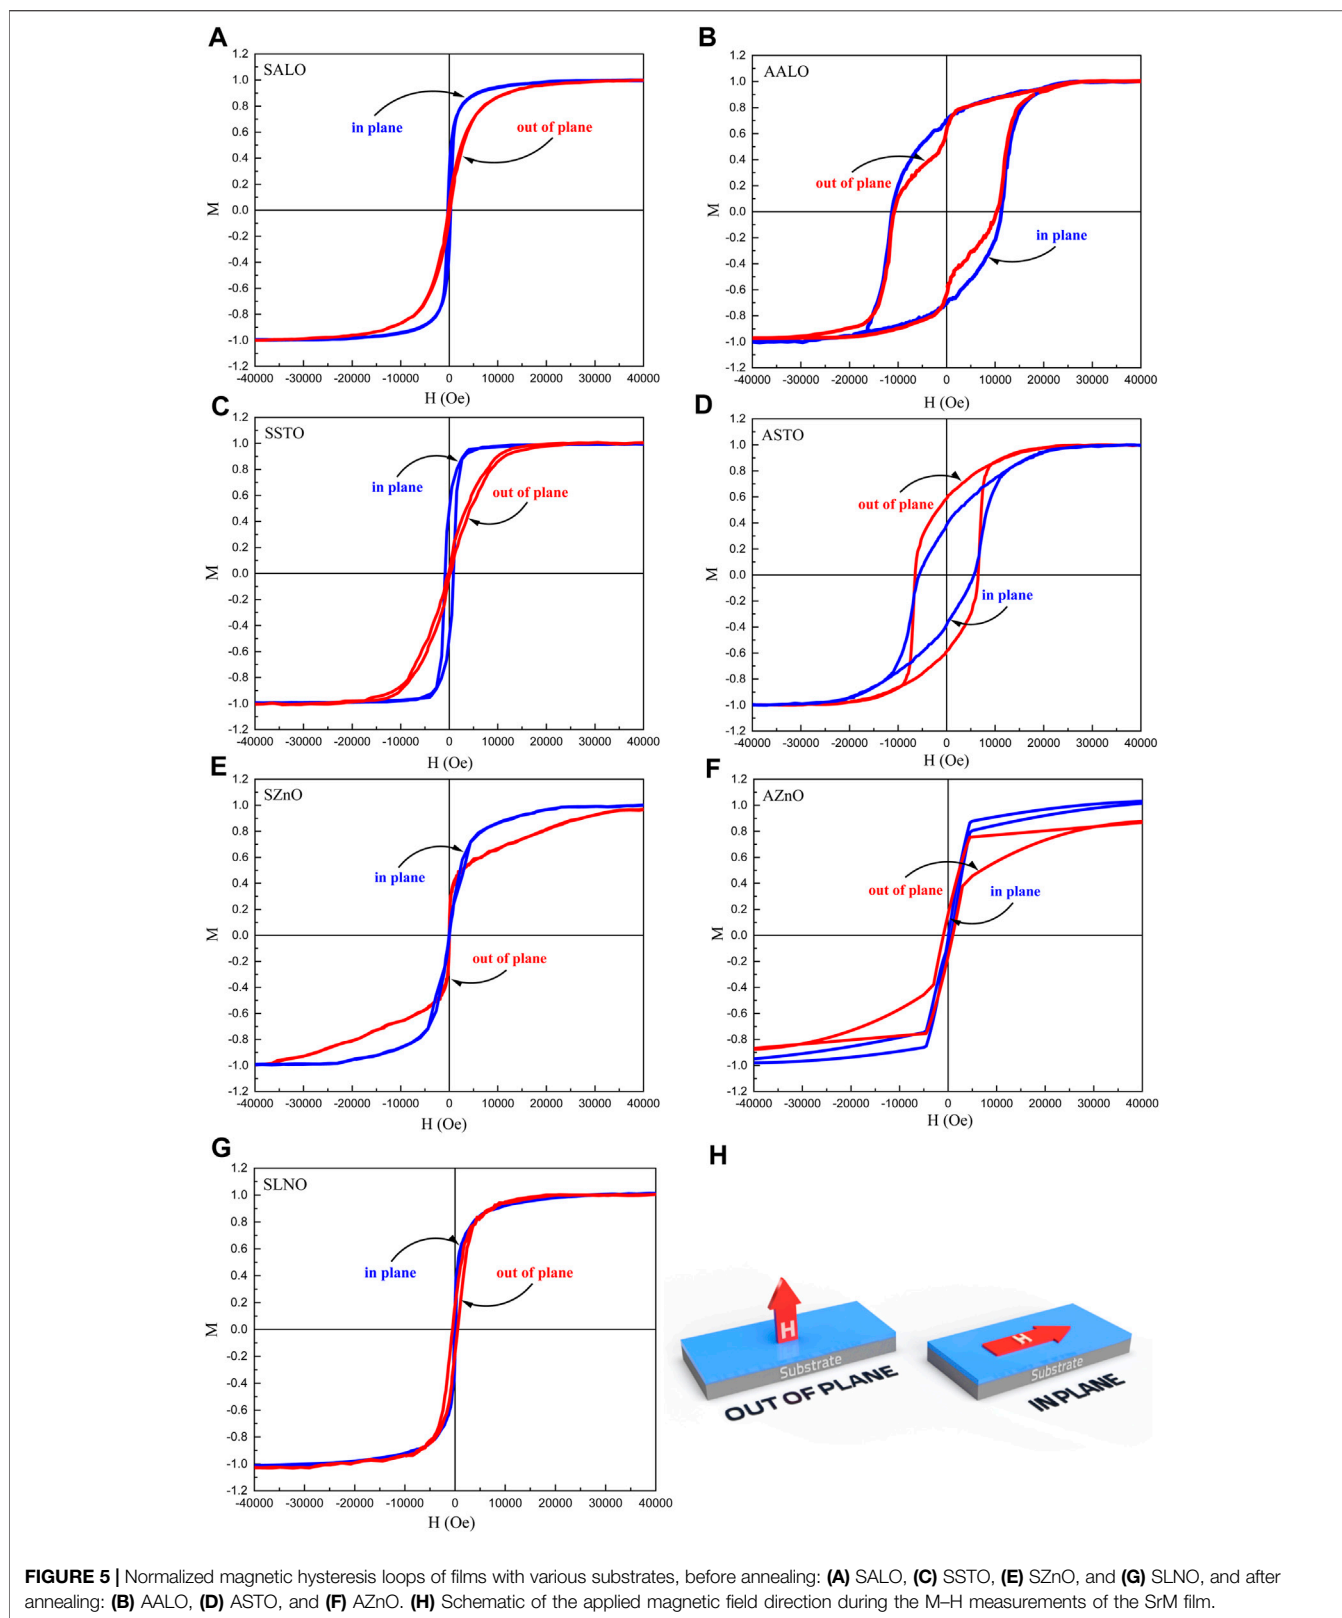 A
SALO
in plane
out of plane
M
1.2
1.0
0.8
0.6
0.4
0.2
0.0
-0.2
-0.4
-0.6
-0.8
-1.0
-1.2
-40000 -30000 -20000 -10000 0 10000 20000 30000 40000
H (Oe)
B
AALO
out of plane
in plane
M
1.2
1.0
0.8
0.6
0.4
0.2
0.0
-0.2
-0.4
-0.6
-0.8
-1.0
-1.2
-40000 -30000 -20000 -10000 0 10000 20000 30000 40000
H (Oe)
C
SSTO
in plane
out of plane
M
1.2
1.0
0.8
0.6
0.4
0.2
0.0
-0.2
-0.4
-0.6
-0.8
-1.0
-1.2
-40000 -30000 -20000 -10000 0 10000 20000 30000 40000
H (Oe)
D
ASTO
out of plane
in plane
M
1.2
1.0
0.8
0.6
0.4
0.2
0.0
-0.2
-0.4
-0.6
-0.8
-1.0
-1.2
-40000 -30000 -20000 -10000 0 10000 20000 30000 40000
H (Oe)
E
SZnO
in plane
out of plane
M
1.2
1.0
0.8
0.6
0.4
0.2
0.0
-0.2
-0.4
-0.6
-0.8
-1.0
-1.2
-40000 -30000 -20000 -10000 0 10000 20000 30000 40000
H (Oe)
F
AZnO
out of plane
in plane
M
1.2
1.0
0.8
0.6
0.4
0.2
0.0
-0.2
-0.4
-0.6
-0.8
-1.0
-1.2
-40000 -30000 -20000 -10000 0 10000 20000 30000 40000
H (Oe)
G
SLNO
in plane
out of plane
M
1.2
1.0
0.8
0.6
0.4
0.2
0.0
-0.2
-0.4
-0.6
-0.8
-1.0
-1.2
-40000 -30000 -20000 -10000 0 10000 20000 30000 40000
H (Oe)
H
H
Substrate
OUT OF PLANE
H
Substrate
IN PLANE
FIGURE 5 | Normalized magnetic hysteresis loops of films with various substrates, before annealing: (A) SALO, (C) SSTO, (E) SZnO, and (G) SLNO, and after
annealing: (B) AALO, (D) ASTO, and (F) AZnO. (H) Schematic of the applied magnetic field direction during the M–H measurements of the SrM film.